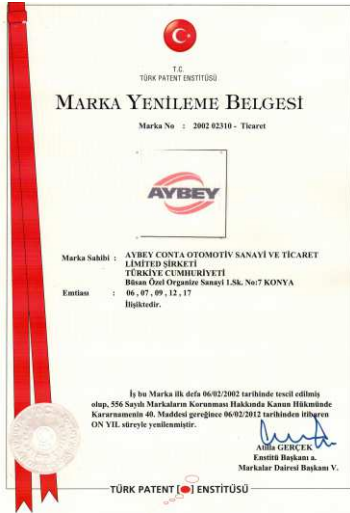 T.C.
TÜRK PATENT ENSTİTÜSÜ
MARKA YENİLEME BELGESİ
Marka No : 2002 02310 - Ticaret
AYBEY
Marka Sahibi : AYBEY CONTA OTOMOTİV SANAYİ VE TİCARET
LİMİTED ŞİRKETİ
TÜRKİYE CUMHURİYETİ
Büsan Özel Organize Sanayi 1.Sk. No:7 KONYA
Emtiası : 06 , 07 , 09 , 12 , 17
İlişiktedir.
İş bu Marka ilk defa 06/02/2002 tarihinde tescil edilmiş
olup, 556 Sayılı Markaların Korunması Hakkında Kanun Hükmünde
Kararnamenin 40. Maddesi gereğince 06/02/2012 tarihinden itibaren
ON YIL süreyle yenilenmiştir.
Atilla GERÇEK
Enstitü Başkanı a.
Markalar Dairesi Başkanı V.
TÜRK PATENT ENSTİTÜSÜ